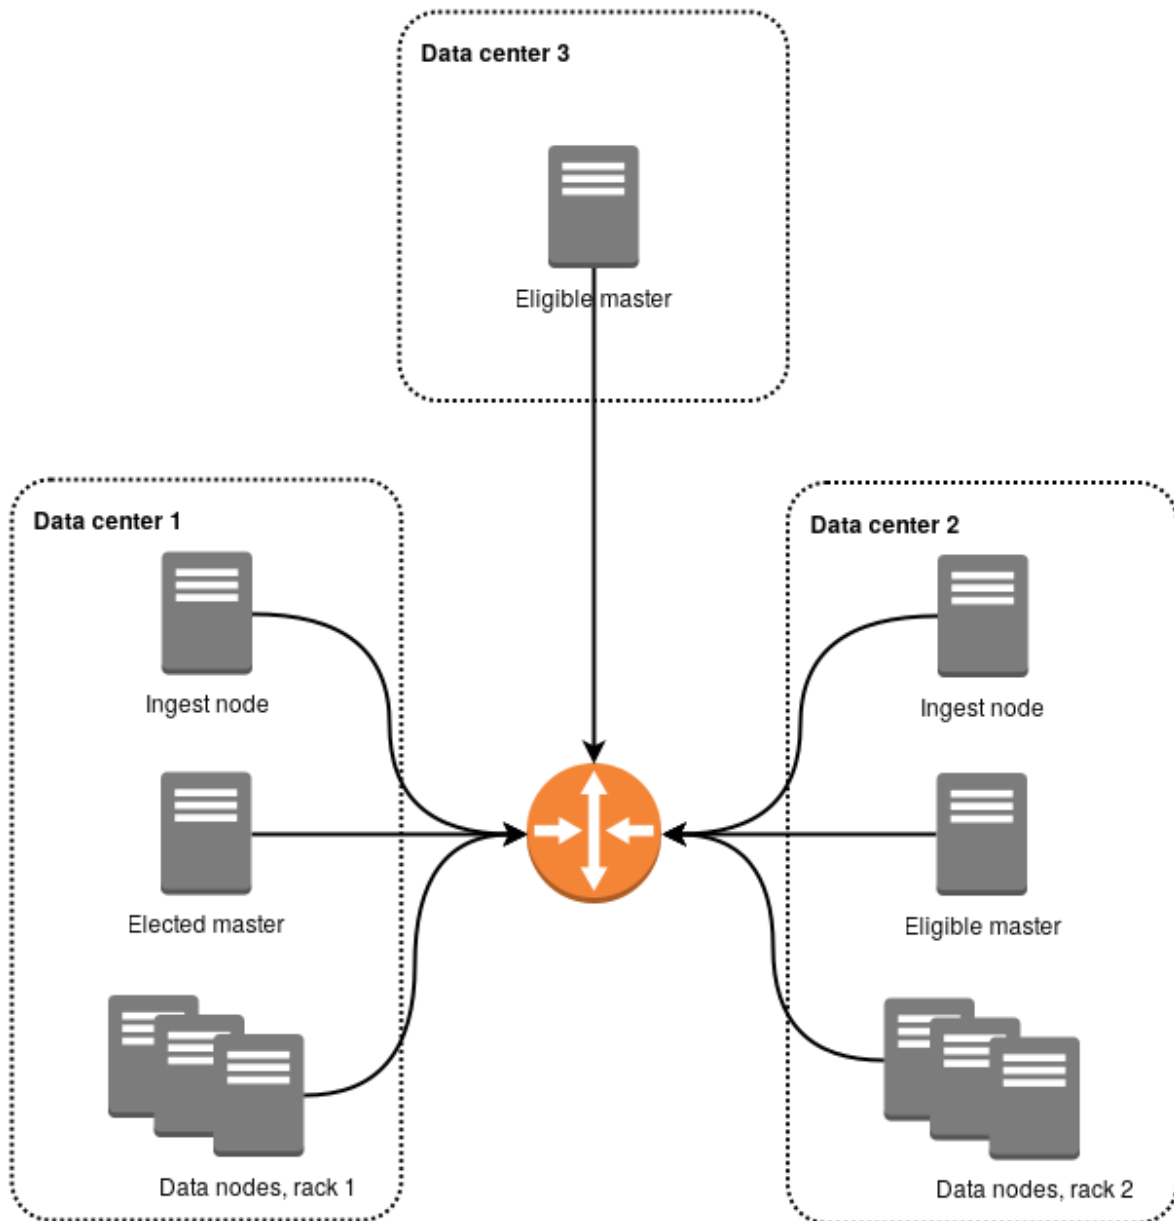 Data center 3
Eligible master
Data center 1
Ingest node
Elected master
Data nodes, rack 1
Data center 2
Ingest node
Eligible master
Data nodes, rack 2